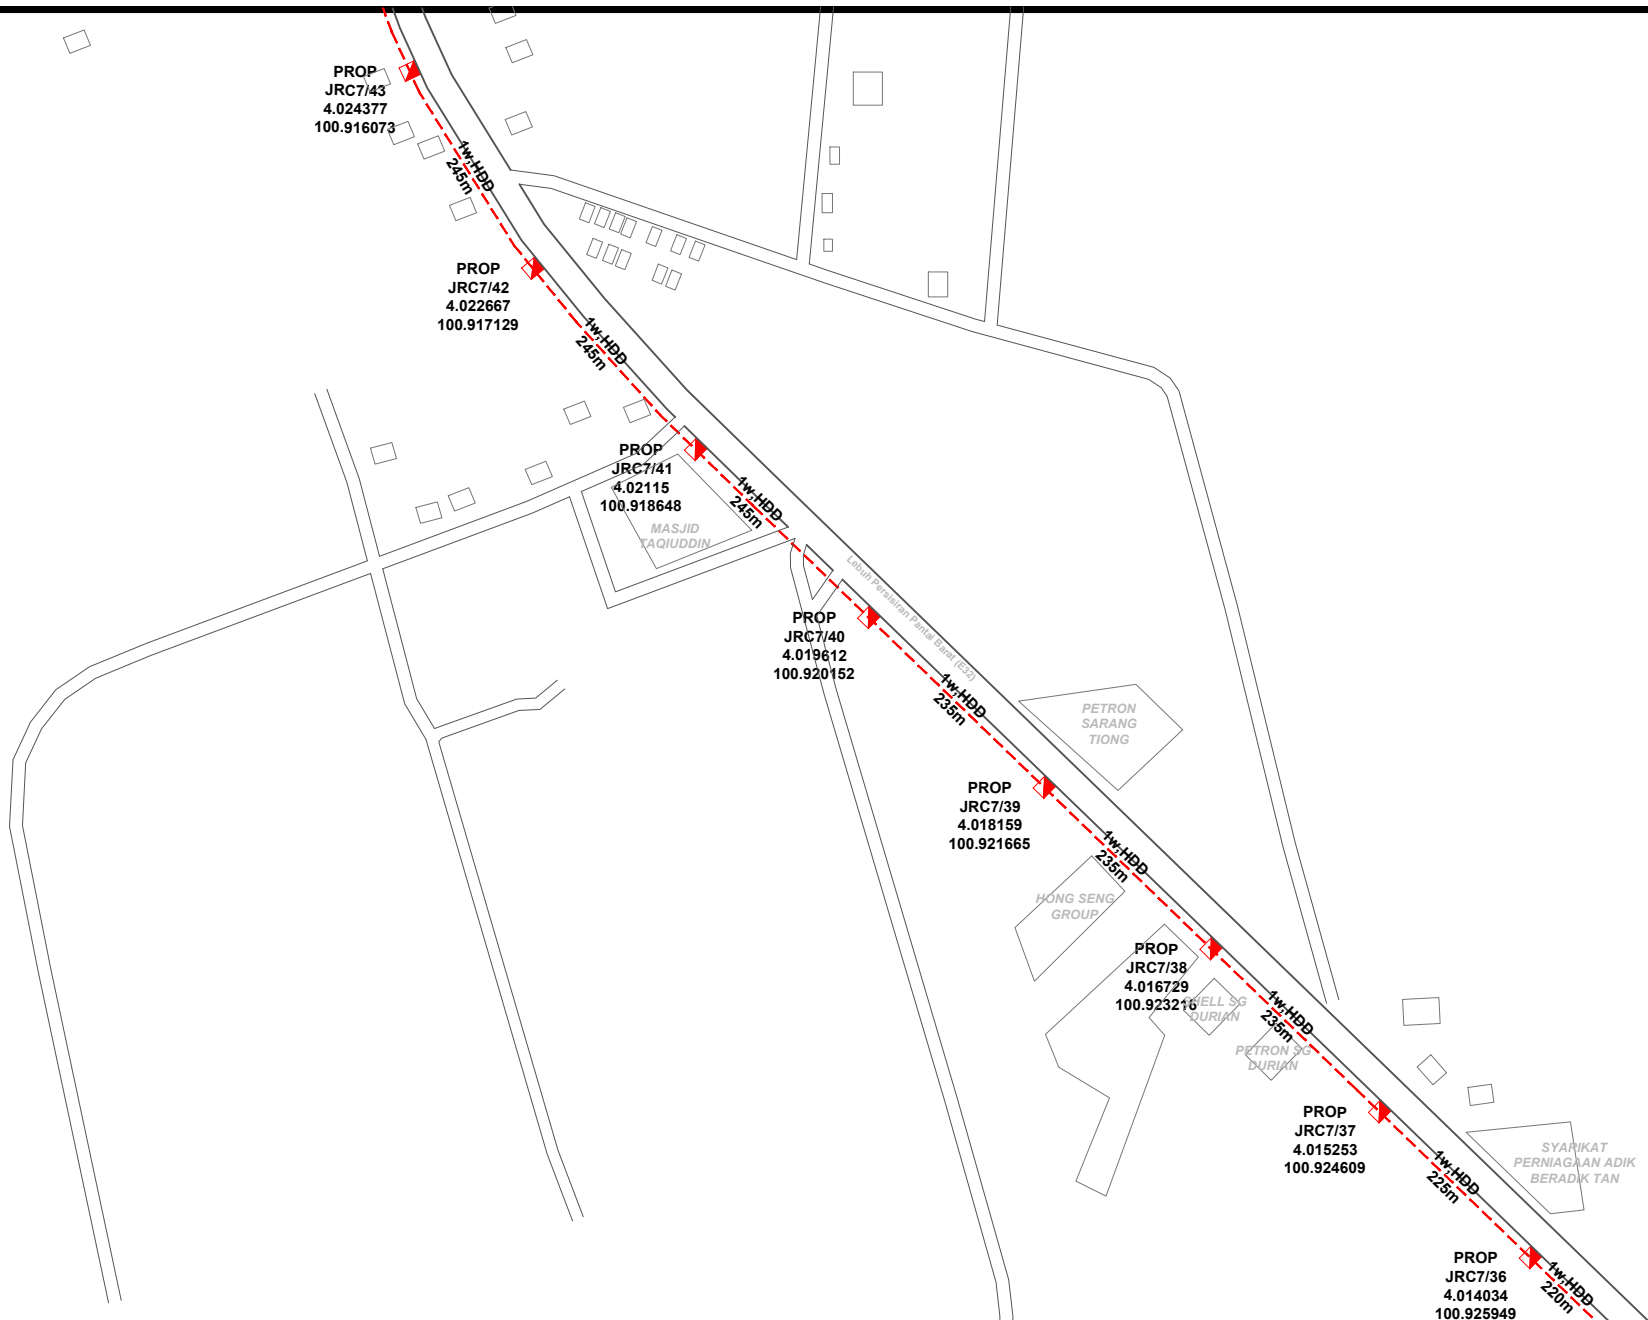 PROP
JRC7/43
4.024377
100.916073
1w,HDD
245m
PROP
JRC7/42
4.022667
100.917129
1w,HDD
245m
PROP
JRC7/41
4.02115
100.918648
1w,HDD
245m
MASJID
TAQIUDDIN
Lebuh Persisiran Pantai Barat (E32)
PROP
JRC7/40
4.019612
100.920152
1w,HDD
235m
PETRON
SARANG
TIONG
PROP
JRC7/39
4.018159
100.921665
1w,HDD
235m
HONG SENG
GROUP
PROP
JRC7/38
4.016729
100.923216
SHELL SG
DURIAN
1w,HDD
235m
PETRON SG
DURIAN
PROP
JRC7/37
4.015253
100.924609
1w,HDD
225m
SYARIKAT
PERNIAGAAN ADIK
BERADIK TAN
PROP
JRC7/36
4.014034
100.925949
1w,HDD
220m